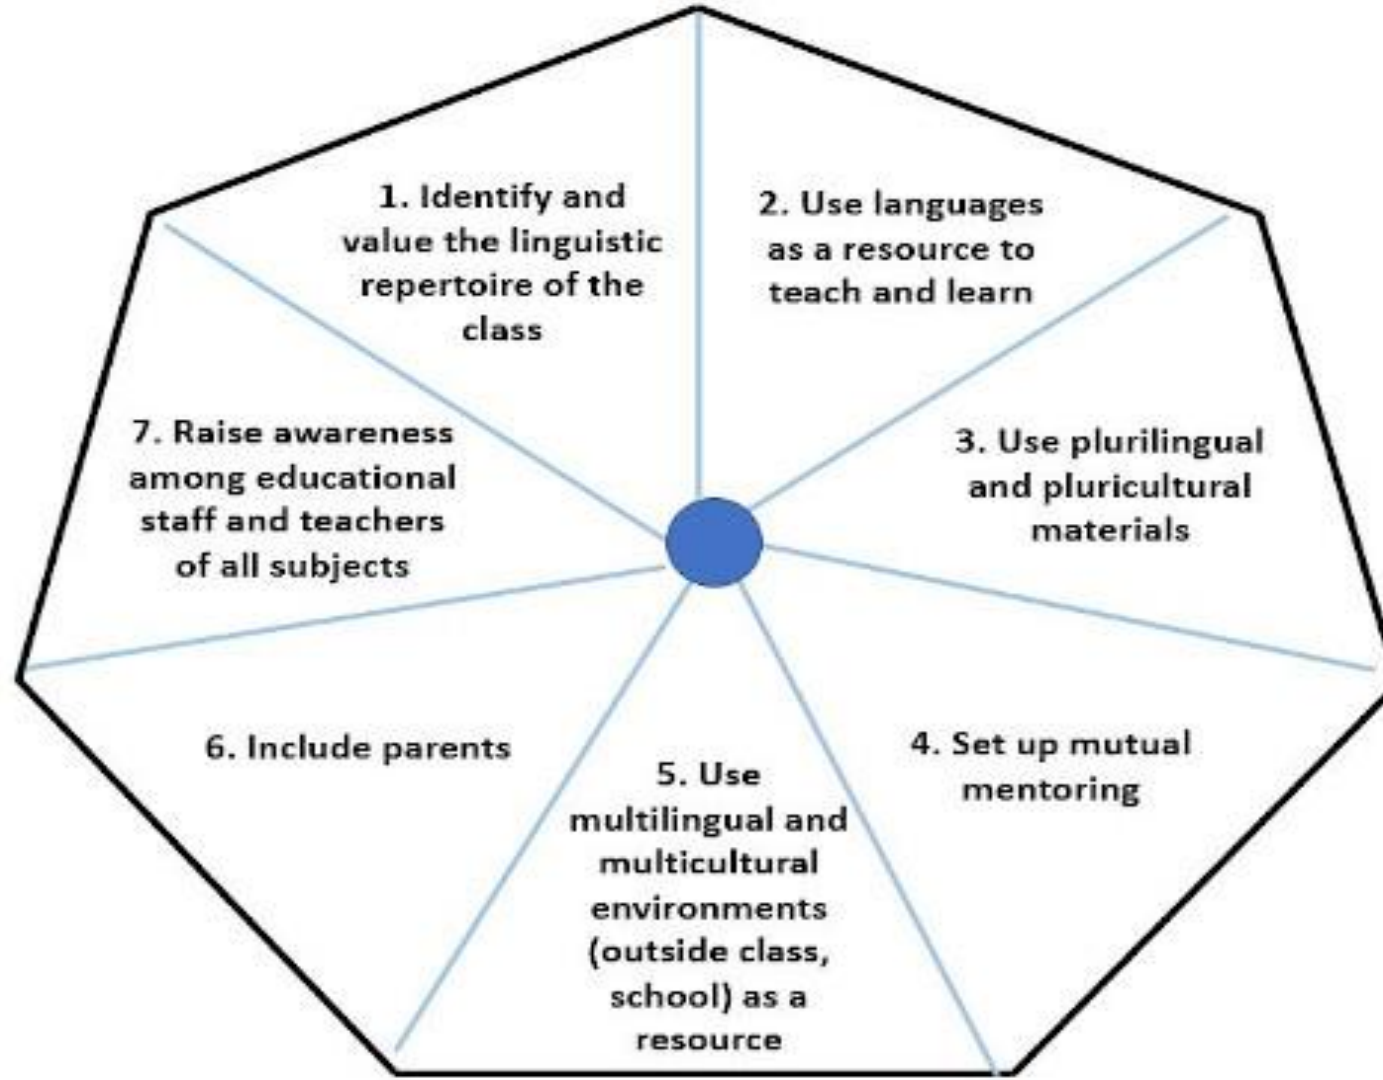 1. Identify and
value the linguistic
repertoire of the
class
2. Use languages
as a resource to
teach and learn
3. Use plurilingual
and pluricultural
materials
4. Set up mutual
mentoring
5. Use
multilingual and
multicultural
environments
(outside class,
school) as a
resource
6. Include parents
7. Raise awareness
among educational
staff and teachers
of all subjects